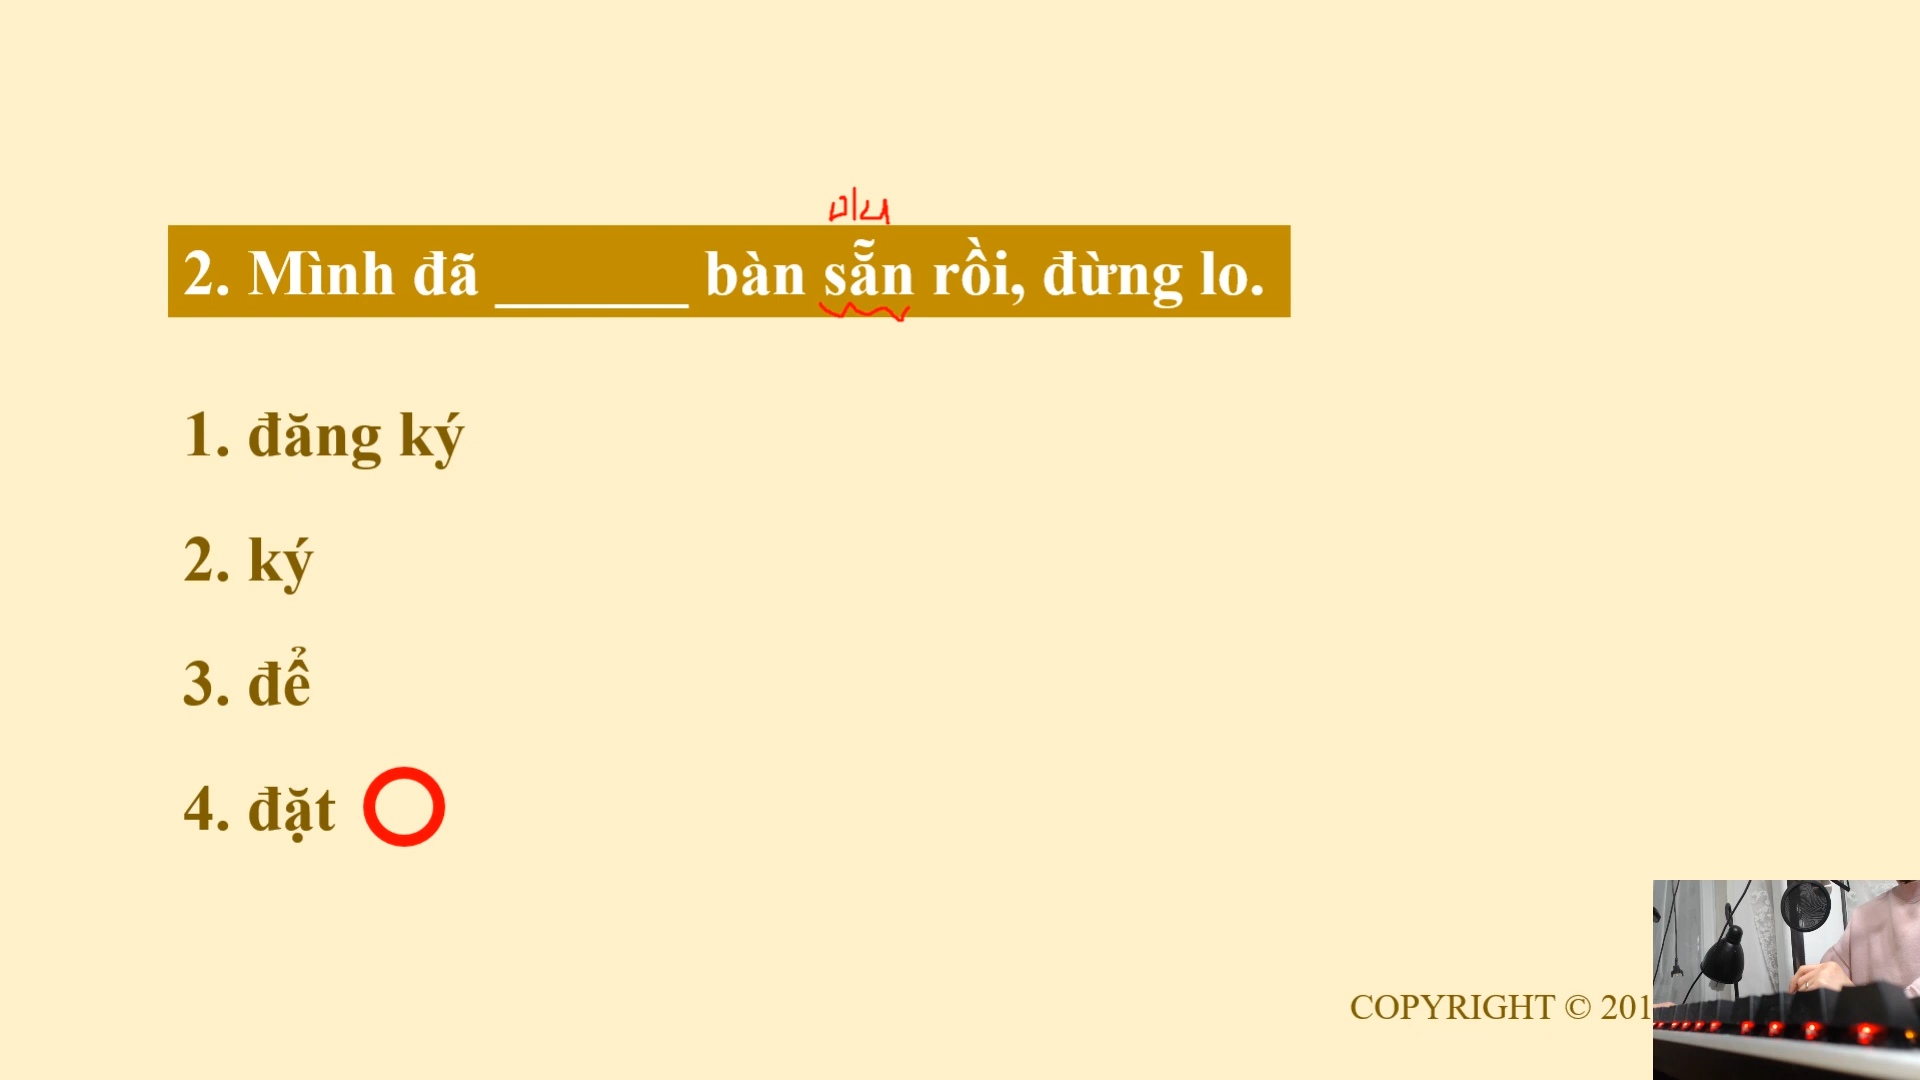 미리
2. Mình đã ______ bàn sẵn rồi, đừng lo.
1. đăng ký
2. ký
3. để
4. đặt
COPYRIGHT © 201